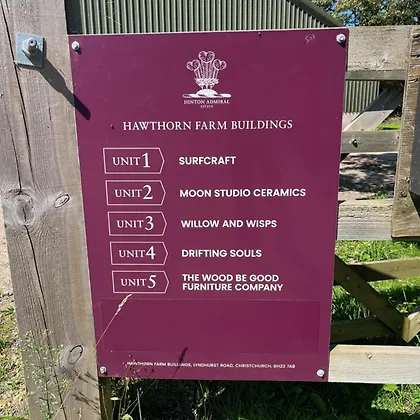 HINTON ADMIRAL
ESTATE
HAWTHORN FARM BUILDINGS
UNIT 1 SURFCRAFT
UNIT 2 MOON STUDIO CERAMICS
UNIT 3 WILLOW AND WISPS
UNIT 4 DRIFTING SOULS
UNIT 5 THE WOOD BE GOOD
FURNITURE COMPANY
HAWTHORN FARM BUILDINGS, LYNDHURST ROAD, CHRISTCHURCH, BH23 7AB